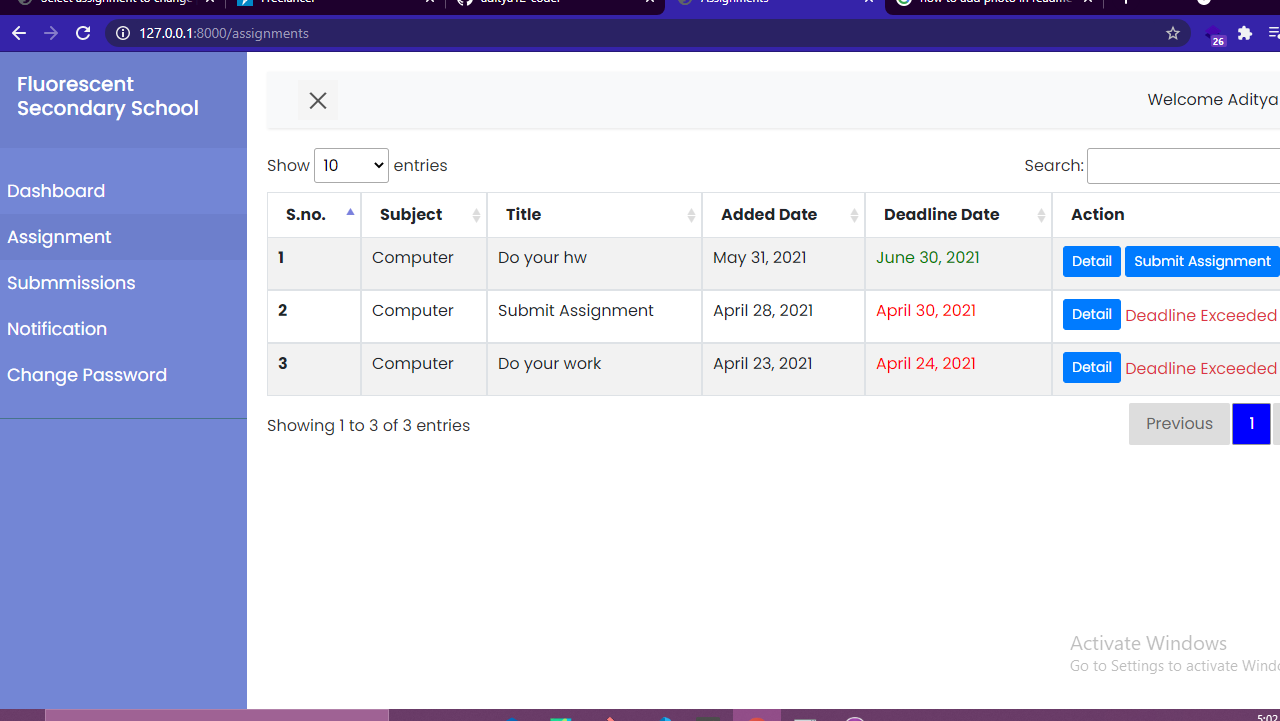 Select assignment to change
Freelancer
Assignments
how to add photo in readme
127.0.0.1:8000/assignments
26
Fluorescent
Secondary School
Welcome Aditya
Show 10 entries
Search:
Dashboard
Assignment
Submmissions
Notification
Change Password
S.no. Subject Title Added Date Deadline Date Action
1 Computer Do your hw May 31, 2021 June 30, 2021 Detail Submit Assignment
2 Computer Submit Assignment April 28, 2021 April 30, 2021 Detail Deadline Exceeded
3 Computer Do your work April 23, 2021 April 24, 2021 Detail Deadline Exceeded
Showing 1 to 3 of 3 entries
Previous 1
Activate Windows
Go to Settings to activate Windo
5:02